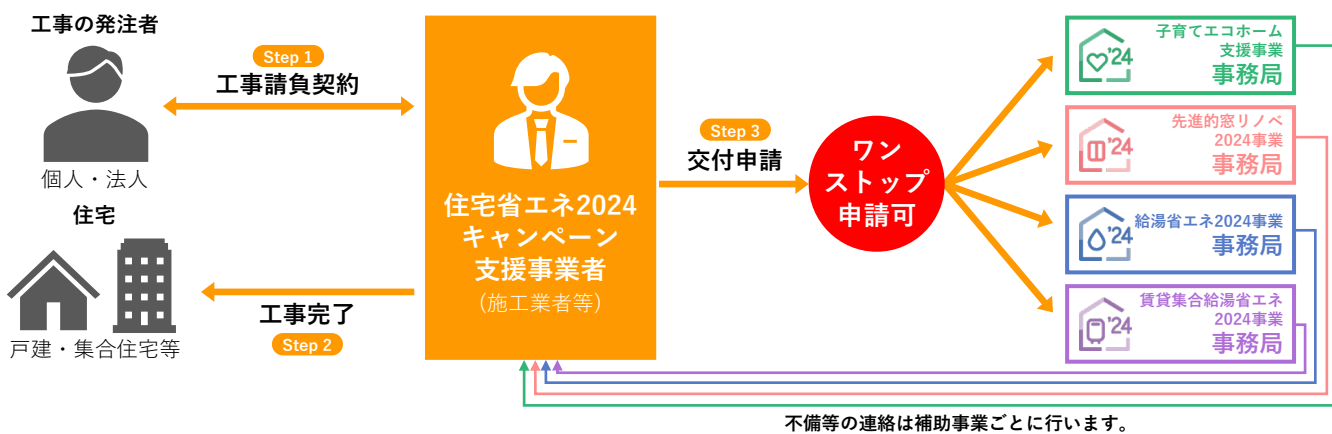 工事の発注者
個人・法人
住宅
戸建・集合住宅等
Step 1
工事請負契約
工事完了
Step 2
住宅省エネ2024
キャンペーン
支援事業者
(施工業者等)
Step 3
交付申請
ワン
ストップ
申請可
'24
子育てエコホーム
支援事業
事務局
'24
先進的窓リノベ
2024事業
事務局
'24
給湯省エネ2024事業
事務局
'24
賃貸集合給湯省エネ
2024事業
事務局
不備等の連絡は補助事業ごとに行います。